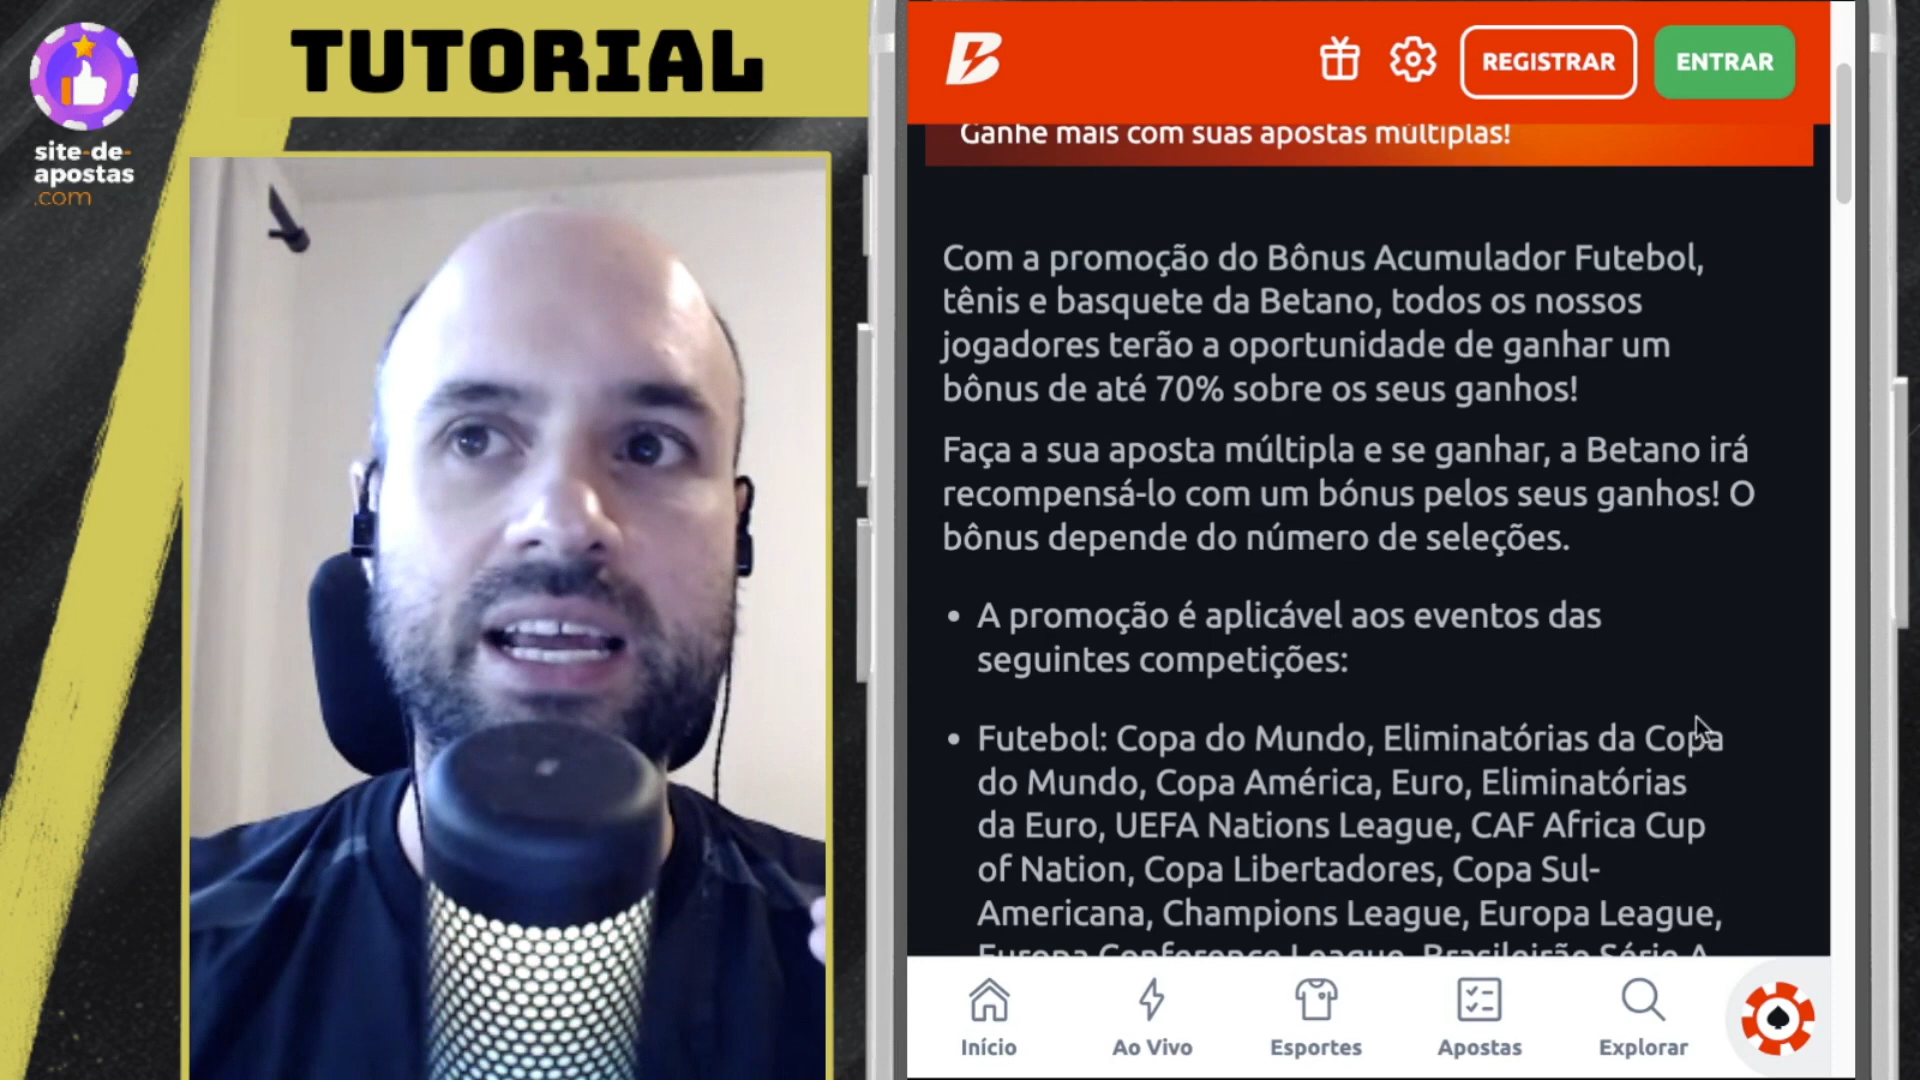 site-de-
apostas
.com
TUTORIAL
B
REGISTRAR
ENTRAR
Ganhe mais com suas apostas múltiplas!
Com a promoção do Bônus Acumulador Futebol,
tênis e basquete da Betano, todos os nossos
jogadores terão a oportunidade de ganhar um
bônus de até 70% sobre os seus ganhos!
Faça a sua aposta múltipla e se ganhar, a Betano irá
recompensá-lo com um bónus pelos seus ganhos! O
bônus depende do número de seleções.
• A promoção é aplicável aos eventos das
seguintes competições:
• Futebol: Copa do Mundo, Eliminatórias da Copa
do Mundo, Copa América, Euro, Eliminatórias
da Euro, UEFA Nations League, CAF Africa Cup
of Nation, Copa Libertadores, Copa Sul-
Americana, Champions League, Europa League,
Europa Conference League, Brasileirão Série A
Início
Ao Vivo
Esportes
Apostas
Explorar